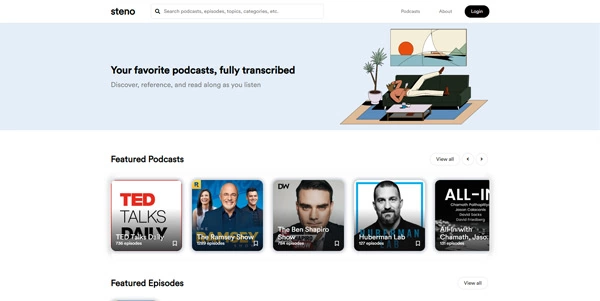 steno
Search podcasts, episodes, topics, categories, etc.
Podcasts
About
Login
Your favorite podcasts, fully transcribed
Discover, reference, and read along as you listen
Featured Podcasts
View all
TED
TALKS
DAILY
TED Talks Daily
736 episodes
The Ramsey Show
1269 episodes
DW
The Ben Shapiro
Show
764 episodes
HUBERMAN
LAB
Huberman Lab
127 episodes
ALL-IN
Chamath Palihapitiya
Jason Calacanis
David Sacks
David Friedberg
All-In with
Chamath, Jaso
121 episodes
Featured Episodes
View all